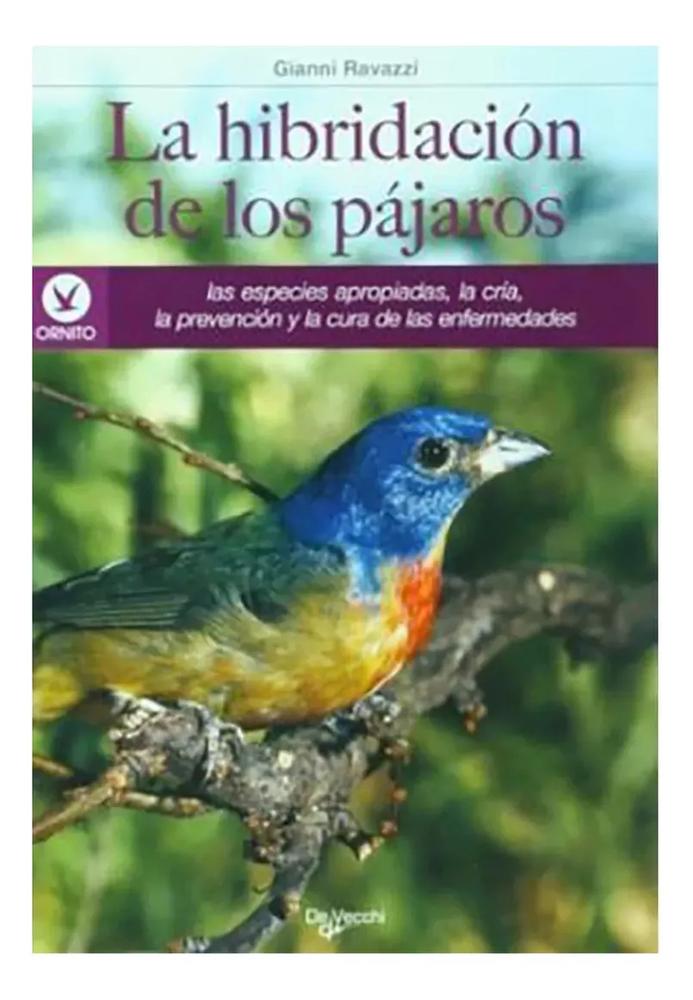 Gianni Ravazzi
La hibridación
de los pájaros
las especies apropiadas, la cría,
la prevención y la cura de las enfermedades
ORNITO
De Vecchi